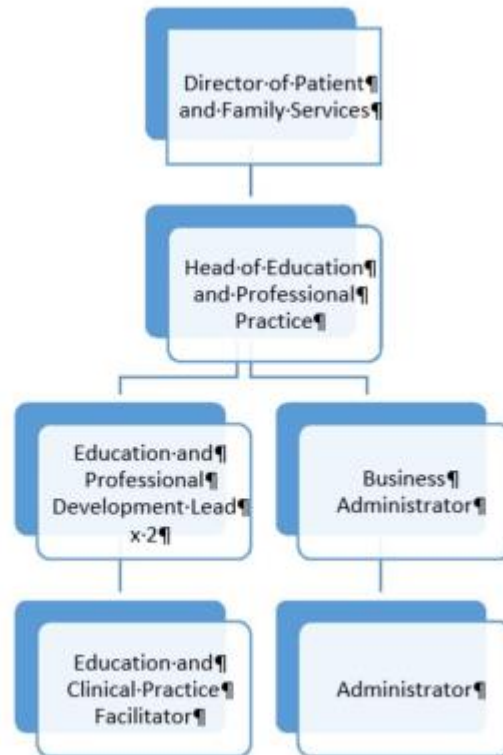 Director·of·Patient¶
and·Family·Services¶
Head·of·Education¶
and·Professional¶
Practice¶
Education·and¶
Professional¶
Development·Lead¶
x·2¶
Business¶
Administrator¶
Education·and¶
Clinical·Practice¶
Facilitator¶
Administrator¶